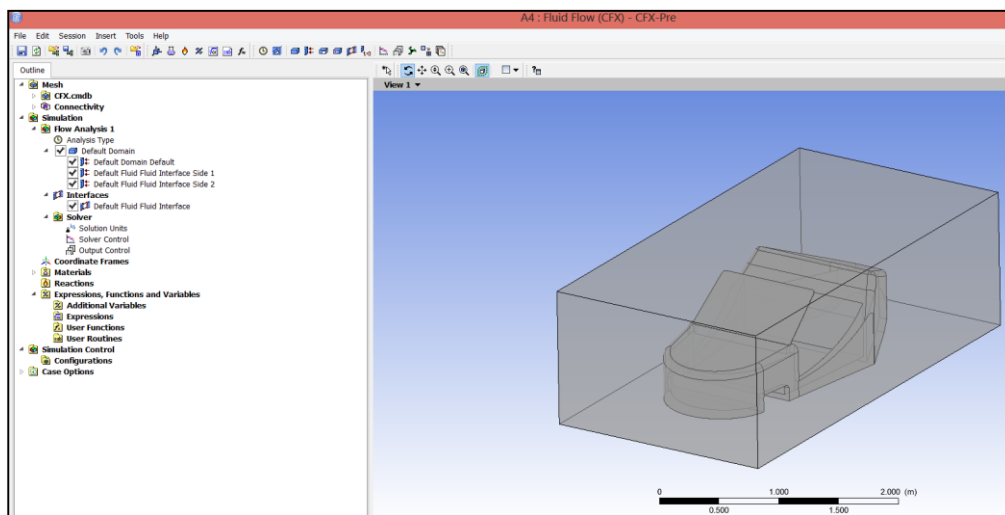 A4 : Fluid Flow (CFX) - CFX-Pre
File Edit Session Insert Tools Help
Outline
View 1
Mesh
CFX.cmdb
Connectivity
Simulation
Flow Analysis 1
Analysis Type
Default Domain
Default Domain Default
Default Fluid Fluid Interface Side 1
Default Fluid Fluid Interface Side 2
Interfaces
Default Fluid Fluid Interface
Solver
Solution Units
Solver Control
Output Control
Coordinate Frames
Materials
Reactions
Expressions, Functions and Variables
Additional Variables
Expressions
User Functions
User Routines
Simulation Control
Configurations
Case Options
0 1.000 2.000 (m)
0.500 1.500